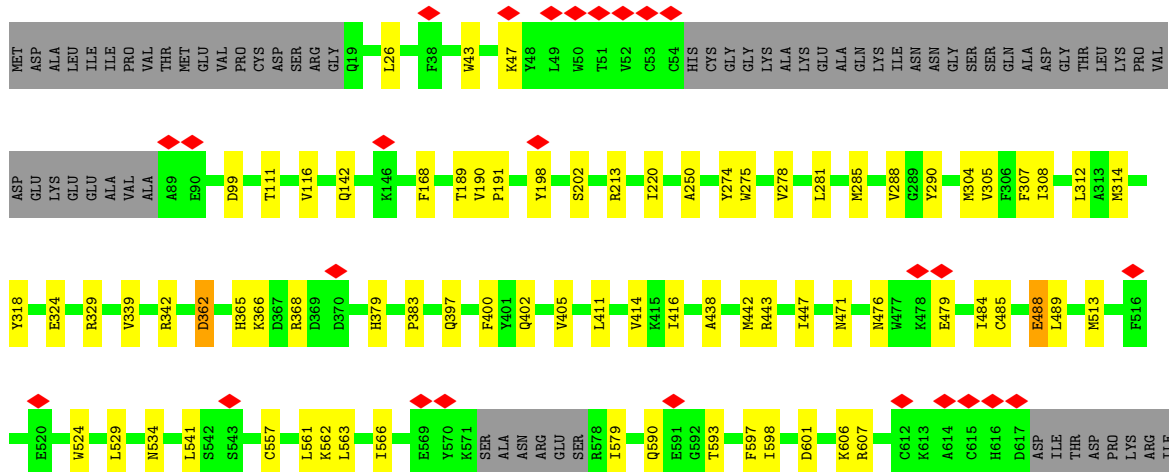 MET ASP ALA LEU ILE ILE PRO VAL THR MET GLU VAL PRO CYS ASP SER ARG GLY Q19 L26 F38 W43 K47 Y48 L49 W50 T51 V52 C53 C54 HIS CYS GLY GLY LYS ALA LYS GLU ALA GLN LYS ILE ASN ASN GLY SER SER GLN ALA ASP GLY THR LEU LYS PRO VAL
ASP GLU LYS GLU GLU ALA VAL ALA A89 E90 D99 T111 V116 Q142 K146 F168 T189 V190 P191 Y198 S202 R213 I220 A250 Y274 W275 V278 L281 M285 V288 G289 Y290 M304 V305 F306 F307 I308 L312 A313 M314
Y318 E324 R329 V339 R342 D362 H365 K366 D367 R368 D369 D370 H379 P383 Q397 F400 Y401 Q402 V405 L411 V414 K415 I416 A438 M442 R443 I447 N471 N476 W477 K478 E479 I484 C485 E488 L489 M513 F516
E520 W524 L529 N534 L541 S542 S543 C557 L561 K562 L563 I566 E569 Y570 K571 SER ALA ASN ARG GLU SER R578 I579 Q590 E591 G592 T593 F597 I598 D601 K606 R607 C612 K613 A614 C615 H616 D617 ASP ILE THR ASP PRO LYS ARG ILE